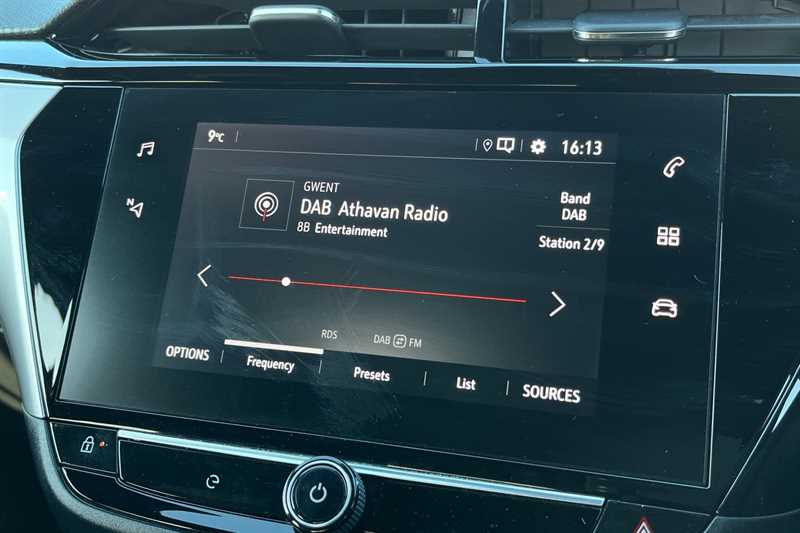 9°C
16:13
GWENT
DAB Athavan Radio
8B Entertainment
Band
DAB
Station 2/9
RDS
DAB FM
OPTIONS
Frequency
Presets
List
SOURCES
N